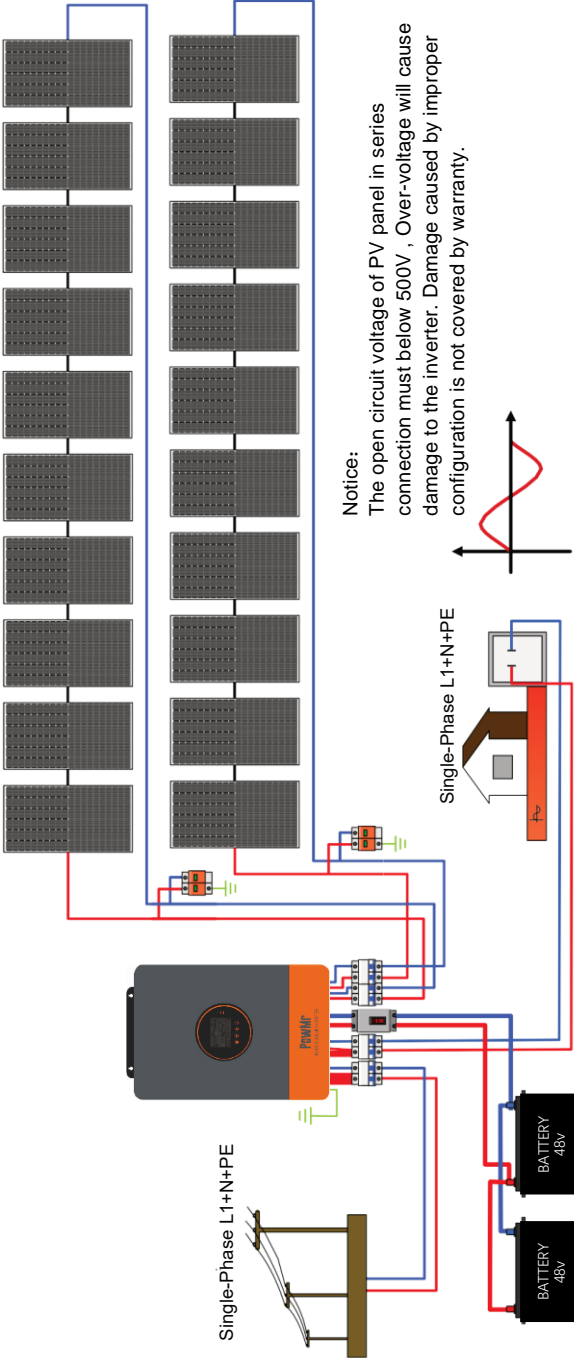 Notice:
The open circuit voltage of PV panel in series
connection must below 500V , Over-voltage will cause
damage to the inverter. Damage caused by improper
configuration is not covered by warranty.
Single-Phase L1+N+PE
Single-Phase L1+N+PE
PowMr
BATTERY
48v
BATTERY
48v